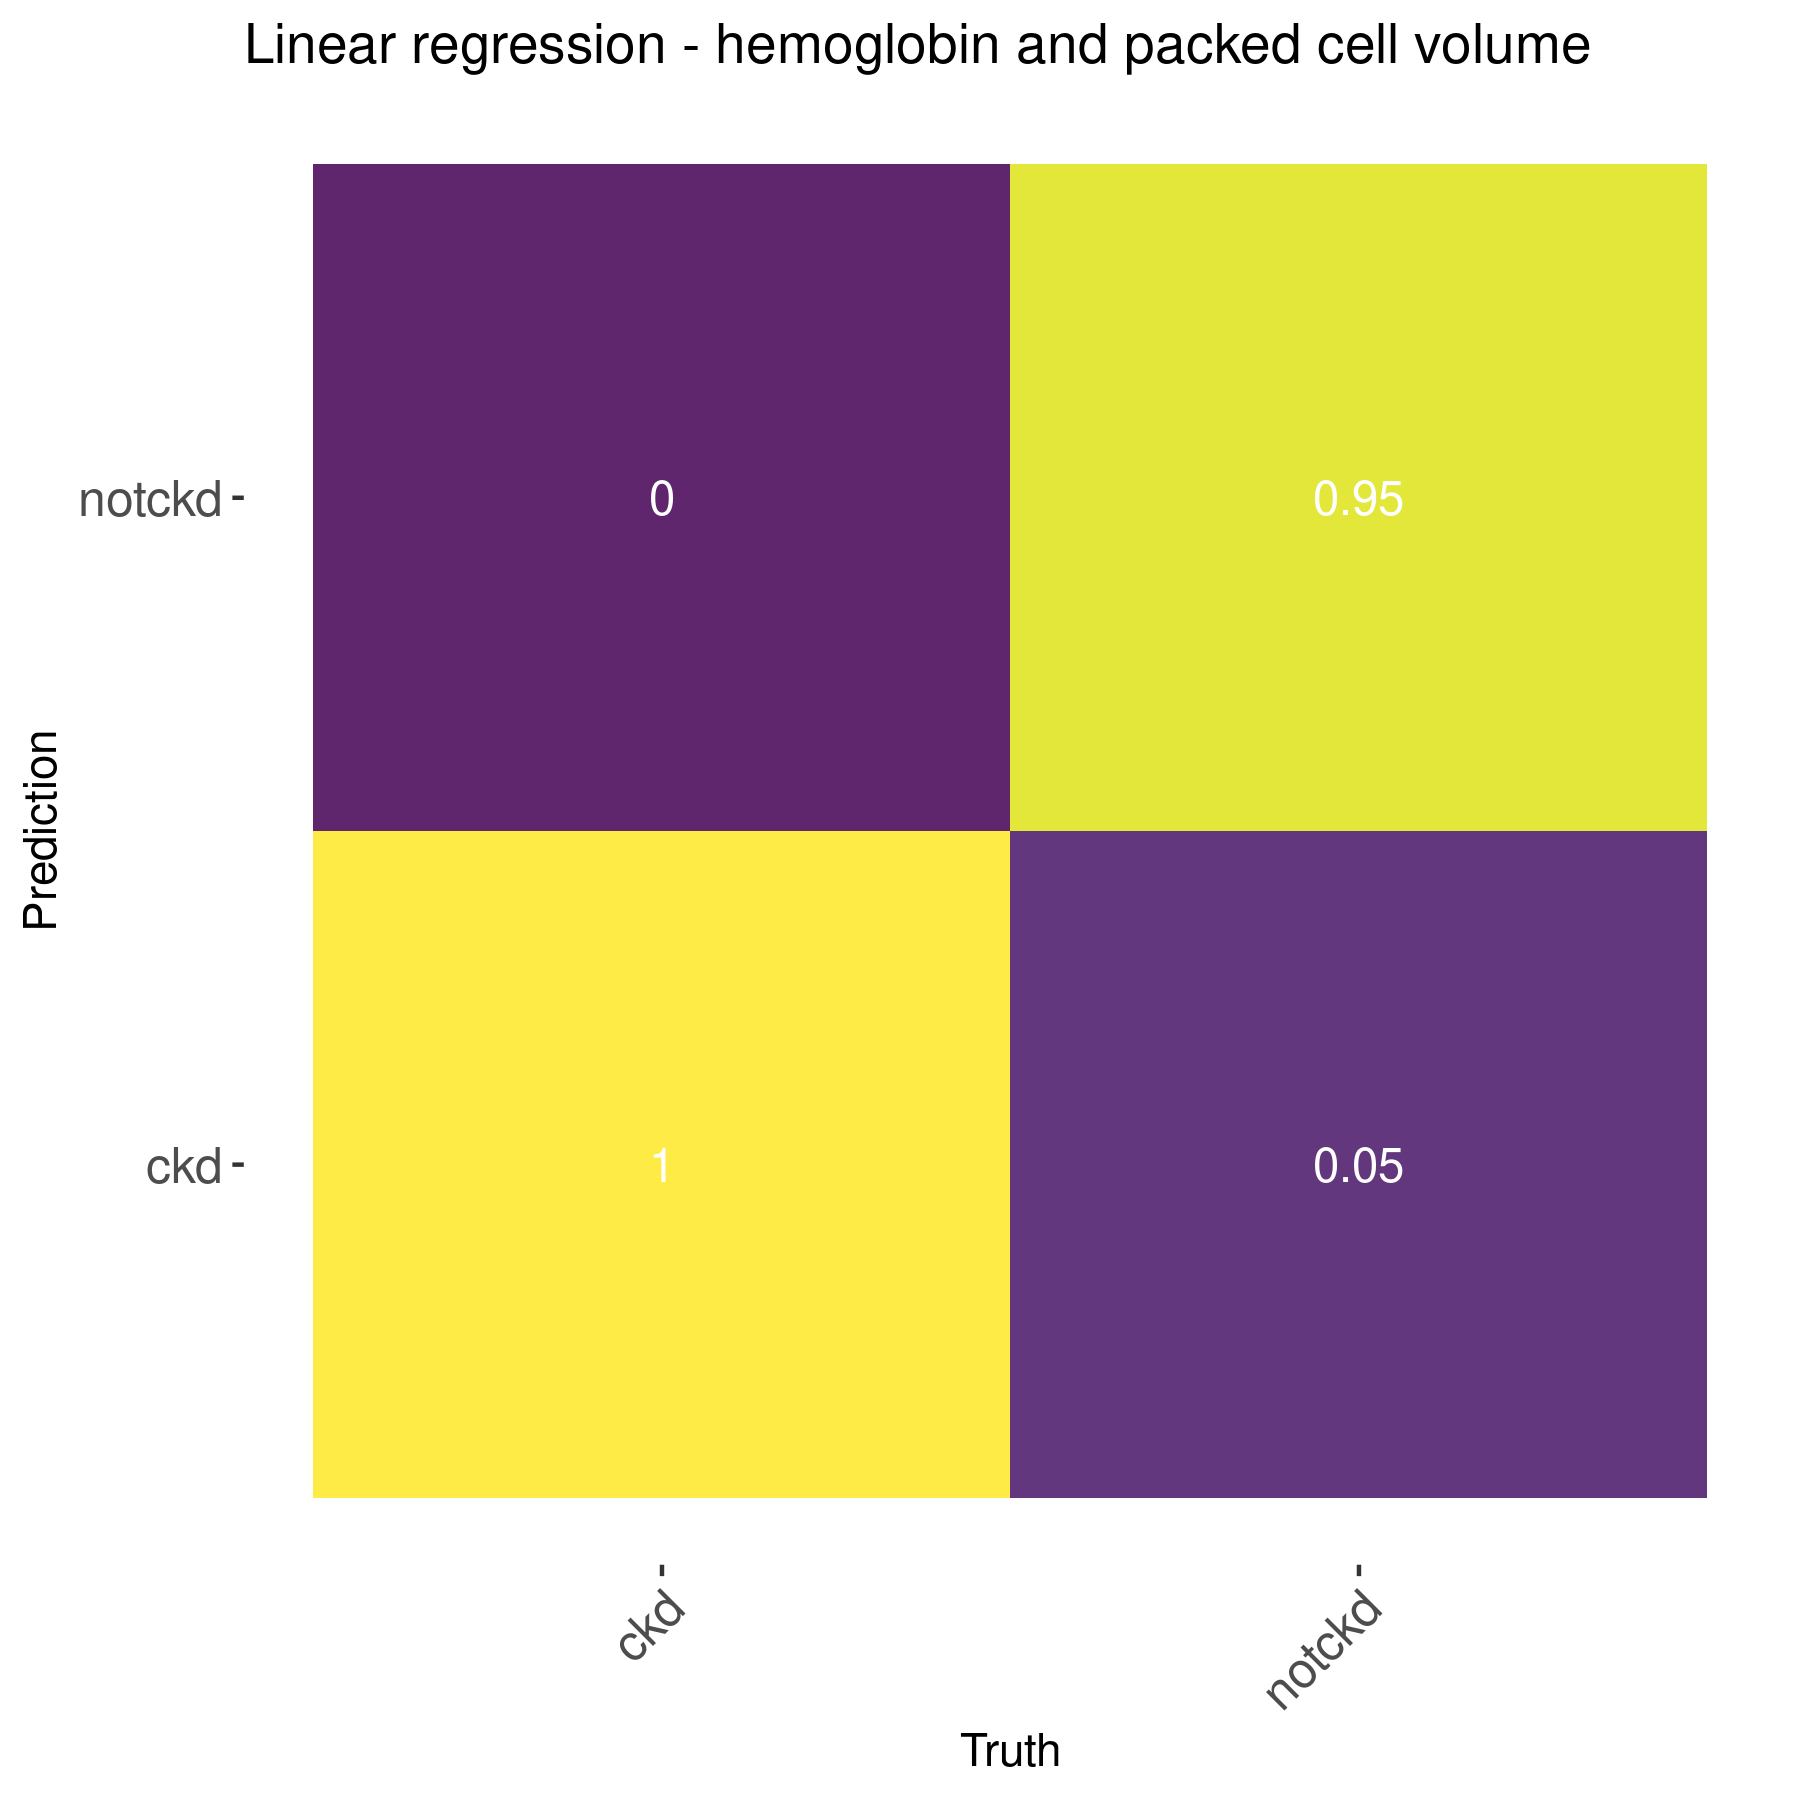 Linear regression - hemoglobin and packed cell volume
Prediction
notckd
0
0.95
ckd
1
0.05
ckd
notckd
Truth